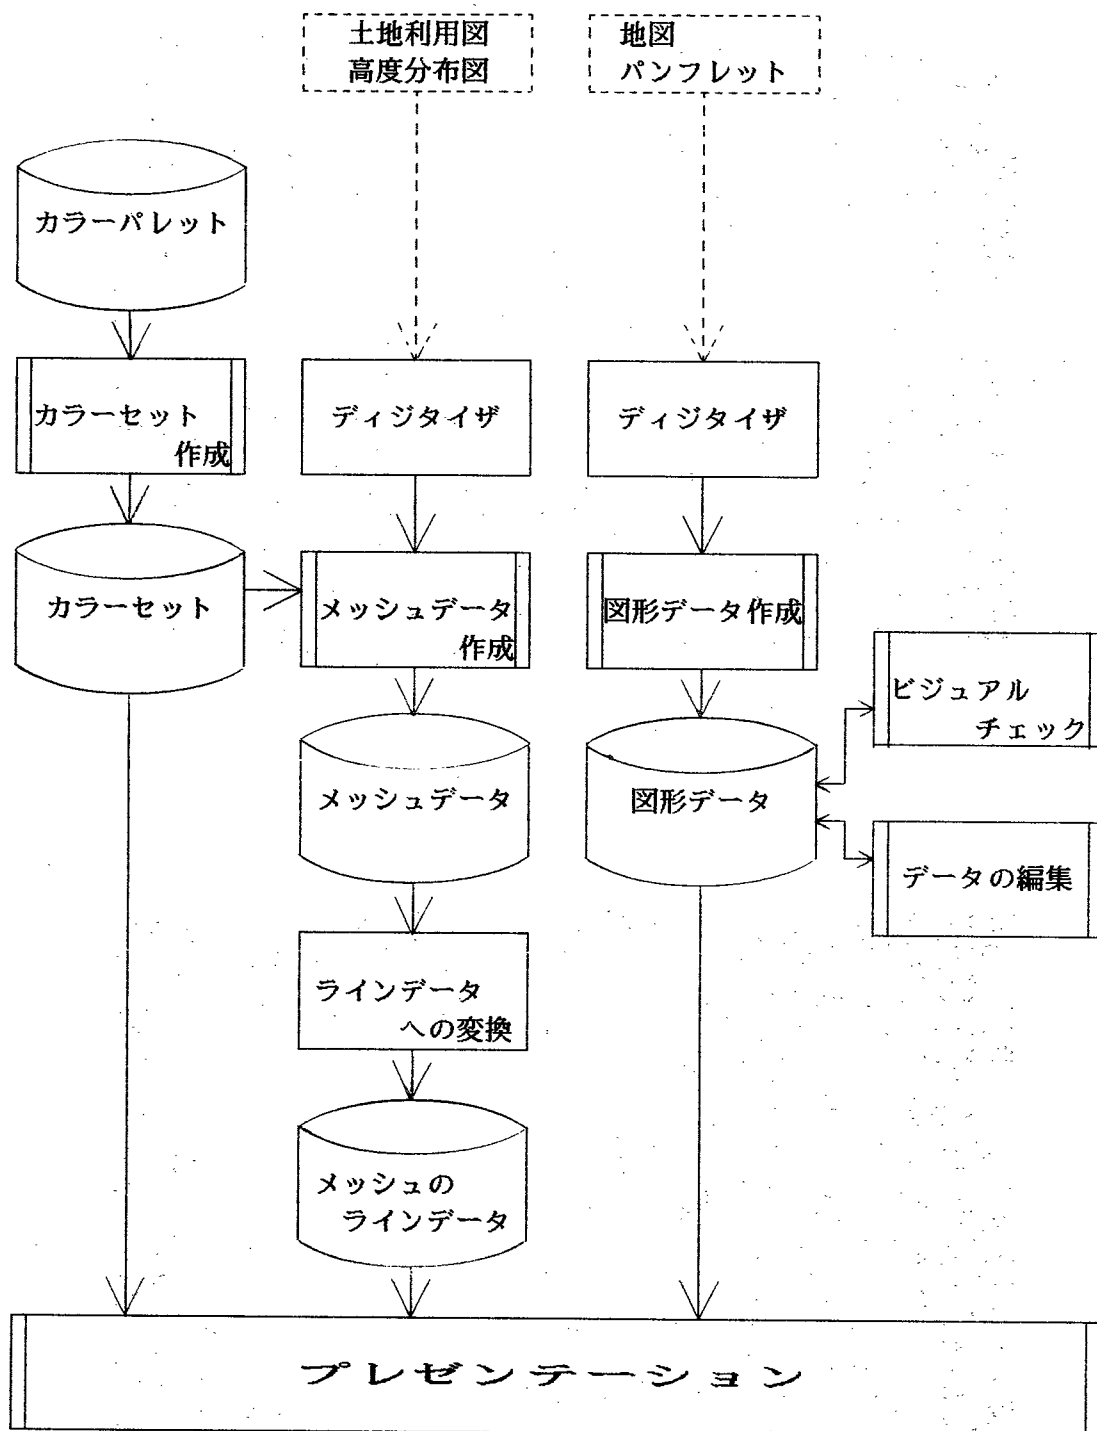 土地利用図
高度分布図
地図
パンフレット
カラーパレット
カラーセット
作成
ディジタイザ
ディジタイザ
カラーセット
メッシュデータ
作成
図形データ作成
ビジュアル
チェック
メッシュデータ
図形データ
データの編集
ラインデータ
への変換
メッシュの
ラインデータ
プレゼンテーション